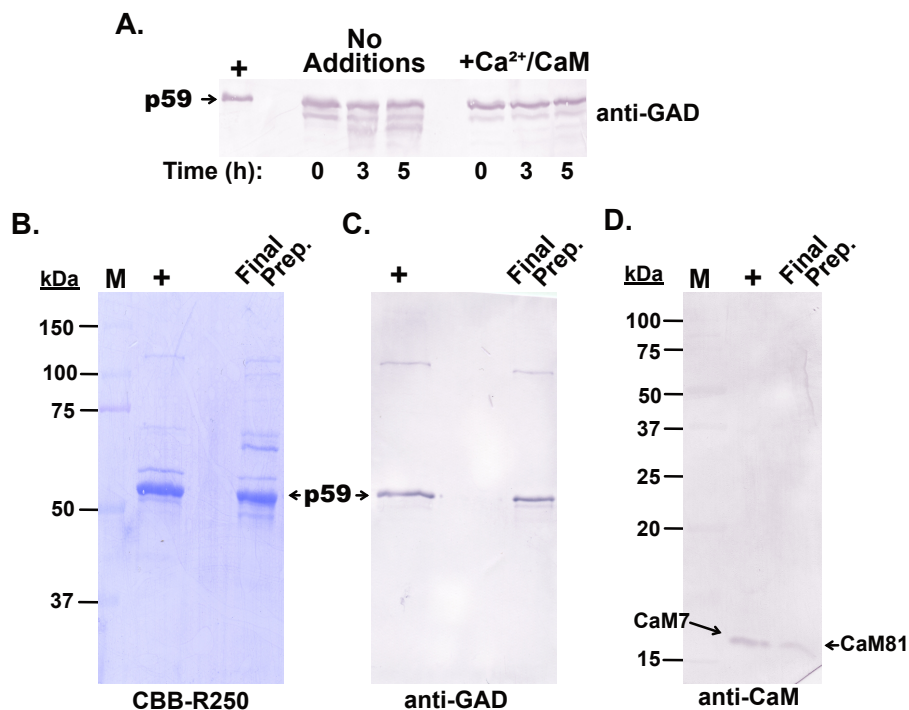 A.
No
Additions
+Ca²⁺/CaM
+
p59
anti-GAD
Time (h): 0 3 5 0 3 5
B.
kDa
M
+
Final
Prep.
150
100
75
50
37
p59
CBB-R250
C.
+
Final
Prep.
anti-GAD
D.
kDa
M
+
Final
Prep.
100
75
50
37
25
20
CaM7
15
CaM81
anti-CaM